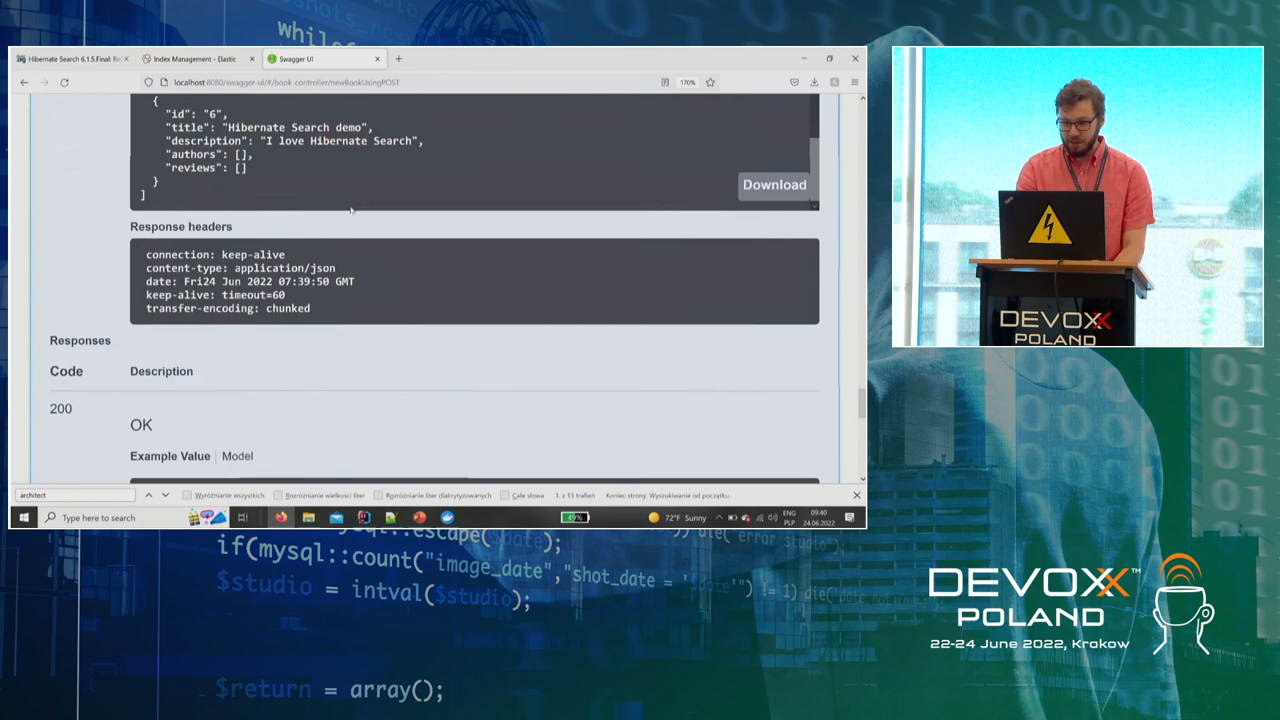 while
Hibernate Search 6.1.5.Final: Re
Index Management - Elastic
Swagger UI
localhost:8080/swagger-ui/#/book-controller/newBookUsingPOST
170%
{
"id": "6",
"title": "Hibernate Search demo",
"description": "I love Hibernate Search",
"authors": [],
"reviews": []
}
]
Download
Response headers
connection: keep-alive
content-type: application/json
date: Fri24 Jun 2022 07:39:50 GMT
keep-alive: timeout=60
transfer-encoding: chunked
Responses
Code
Description
200
OK
Example Value
Model
architect
Wyróżnianie wszystkich
Rozróżnianie wielkości liter
Rozróżnianie liter diakrytyzowanych
Całe słowa
1. z 13 trafień
Koniec strony. Wyszukiwanie od początku.
Type here to search
49%
72°F Sunny
ENG
PLP
09:40
24.06.2022
DEVOXX
POLAND
if(mysql::count("image_date","shot_date = '$date'") != 1) die(
$studio = intval($studio);
$return = array();
DEVOXX™
POLAND
22-24 June 2022, Krakow